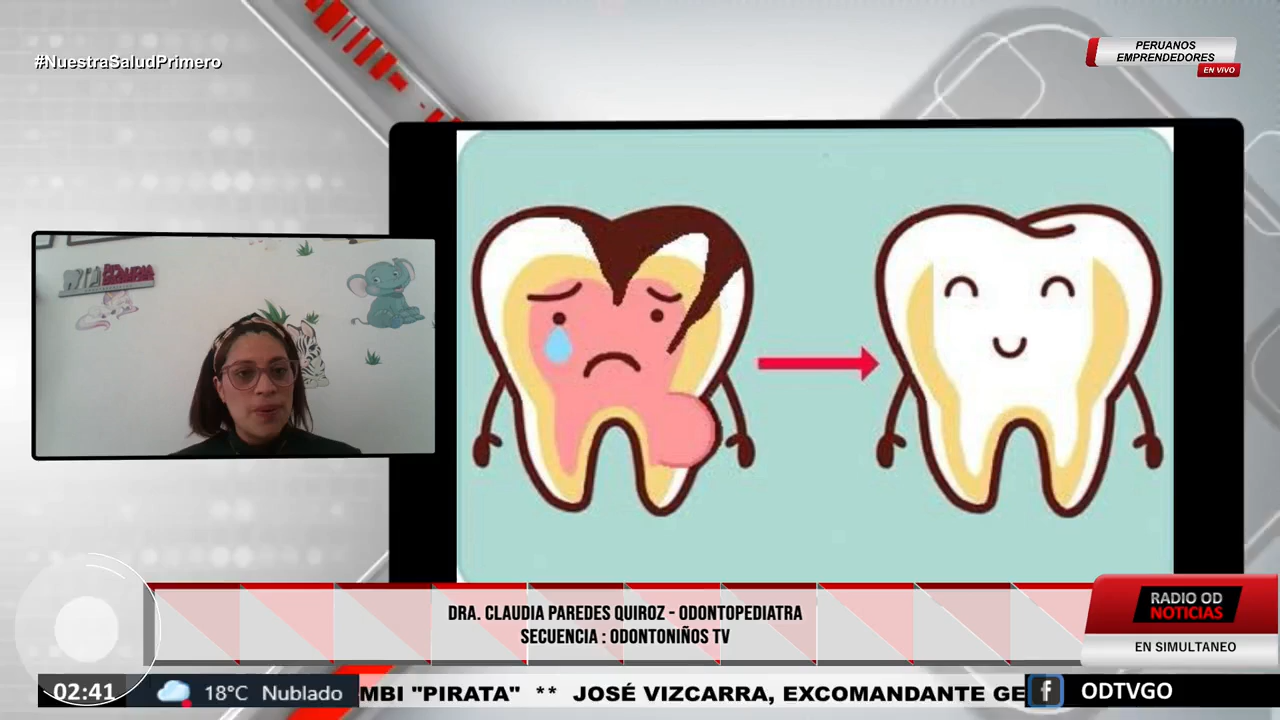 #NuestraSaludPrimero
PERUANOS
EMPRENDEDORES
EN VIVO
DRA. CLAUDIA PAREDES QUIROZ - ODONTOPEDIATRA
SECUENCIA : ODONTONIÑOS TV
RADIO OD
NOTICIAS
EN SIMULTANEO
02:41
18°C Nublado
MBI "PIRATA" ** JOSÉ VIZCARRA, EXCOMANDANTE GE
ODTVGO